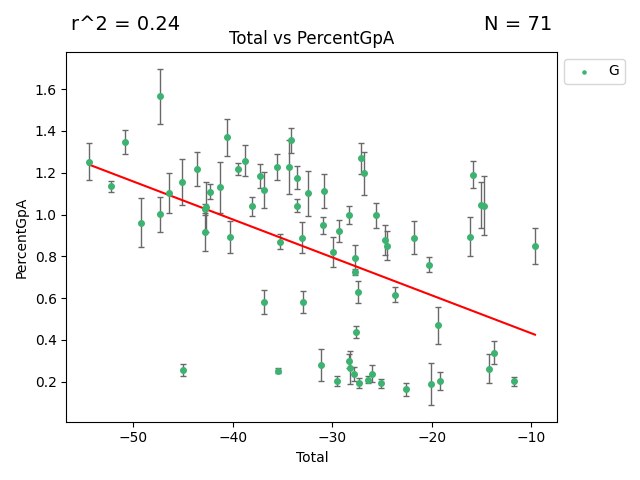 r^2 = 0.24
N = 71
Total vs PercentGpA
G
PercentGpA
1.6
1.4
1.2
1.0
0.8
0.6
0.4
0.2
−50
−40
−30
−20
−10
Total